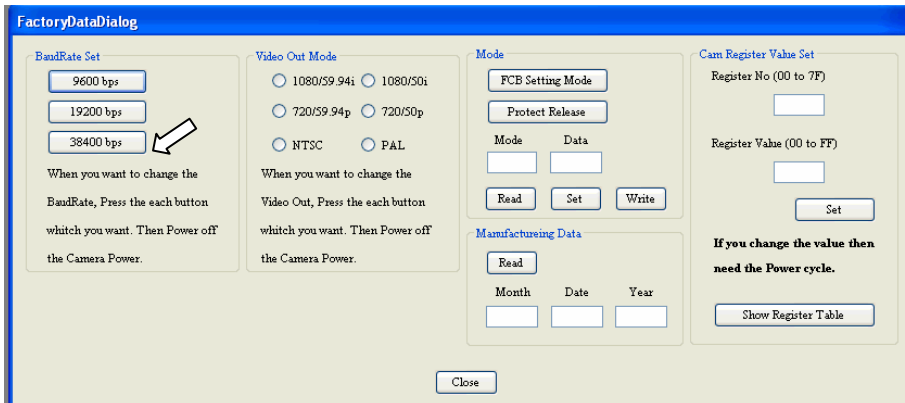 FactoryDataDialog
BaudRate Set
9600 bps
19200 bps
38400 bps
When you want to change the
BaudRate, Press the each button
whitch you want. Then Power off
the Camera Power.
Video Out Mode
1080/59.94i
1080/50i
720/59.94p
720/50p
NTSC
PAL
When you want to change the
Video Out, Press the each button
whitch you want. Then Power off
the Camera Power.
Mode
FCB Setting Mode
Protect Release
Mode
Data
Read
Set
Write
Manufactureing Data
Read
Month
Date
Year
Cam Register Value Set
Register No (00 to 7F)
Register Value (00 to FF)
Set
If you change the value then
need the Power cycle.
Show Register Table
Close